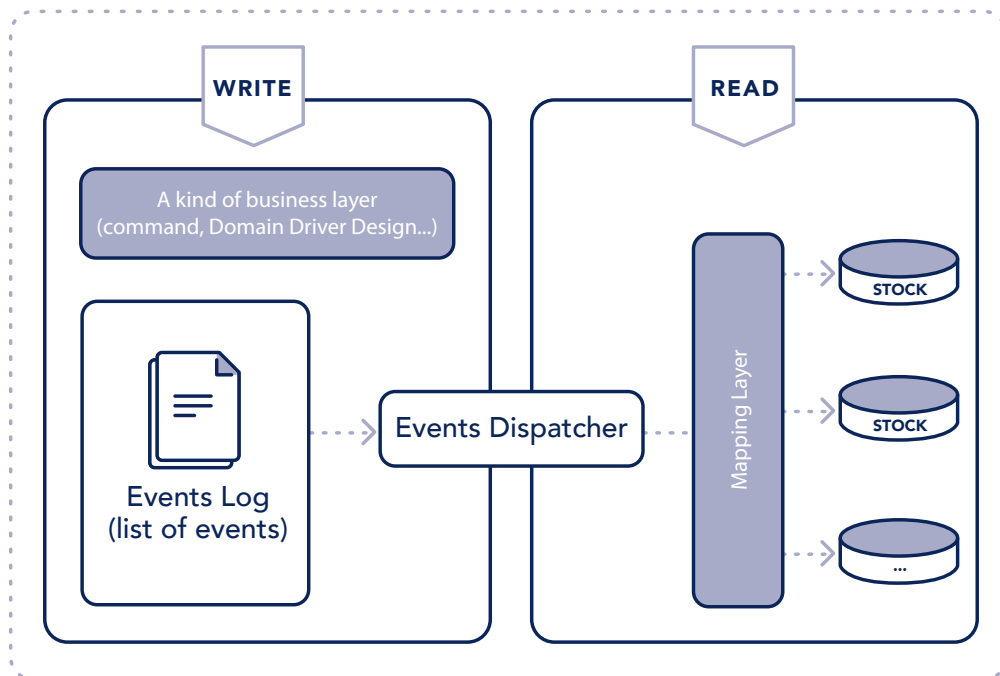 WRITE
A kind of business layer
(command, Domain Driver Design...)
Events Log
(list of events)
Events Dispatcher
READ
Mapping Layer
STOCK
STOCK
...